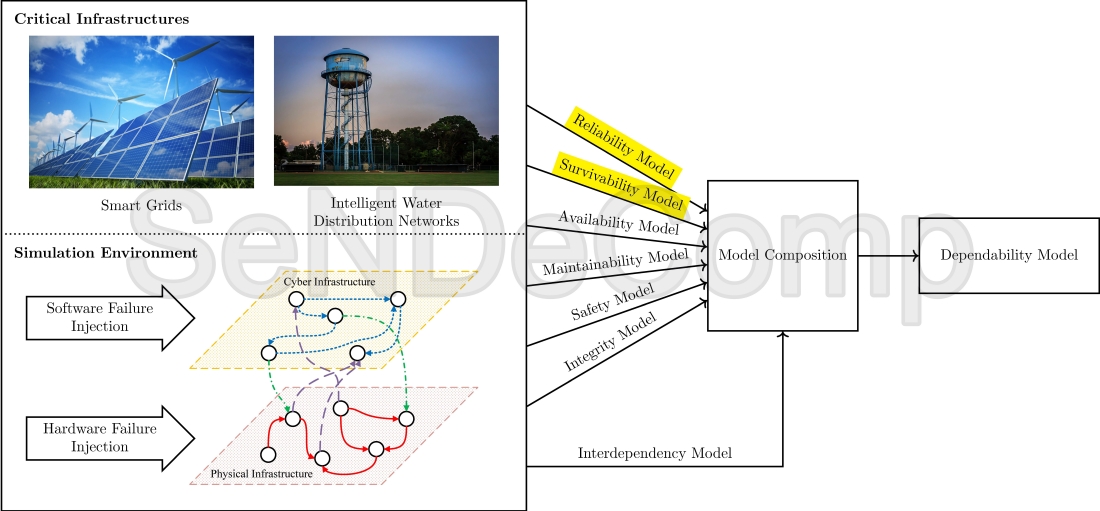 Critical Infrastructures
Smart Grids
Intelligent Water
Distribution Networks
Simulation Environment
Software Failure
Injection
Hardware Failure
Injection
Cyber Infrastructure
Physical Infrastructure
Reliability Model
Survivability Model
Availability Model
Maintainability Model
Safety Model
Integrity Model
Interdependency Model
Model Composition
Dependability Model
SeNDeComp